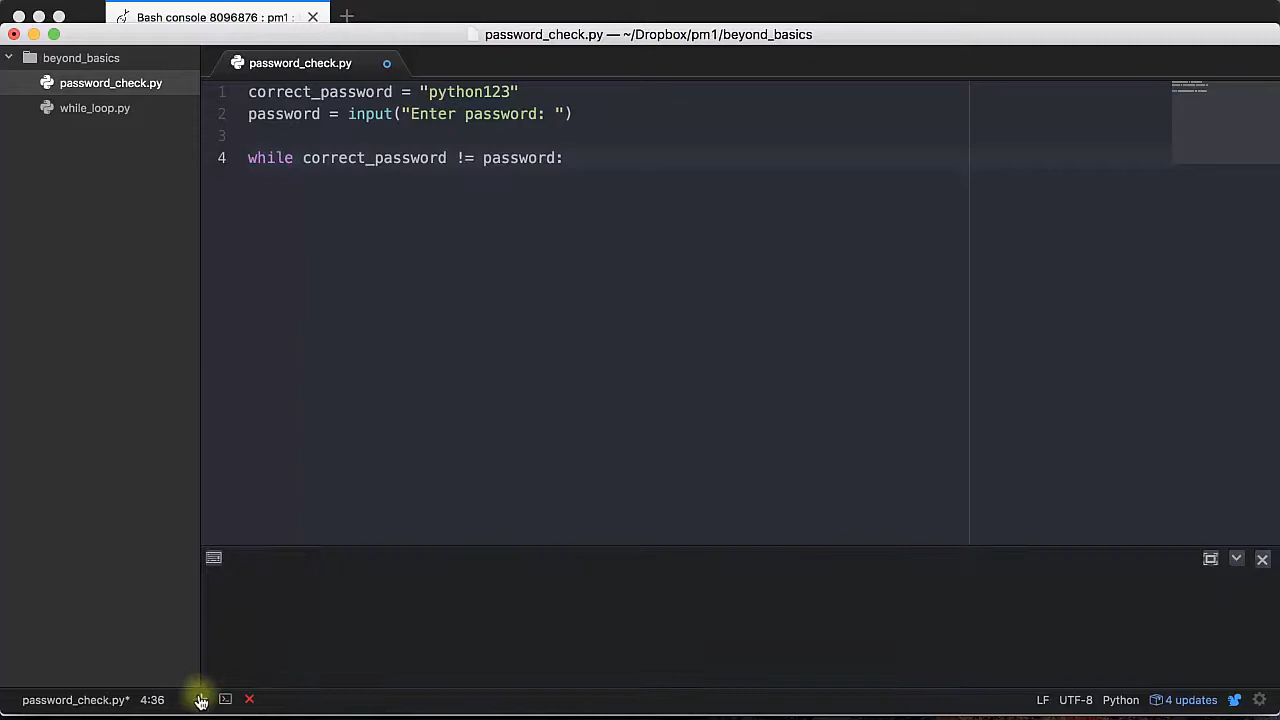 Bash console 8096876 : pm1 :
password_check.py — ~/Dropbox/pm1/beyond_basics
beyond_basics
password_check.py
while_loop.py
password_check.py
1 correct_password = "python123"
2 password = input("Enter password: ")
3
4 while correct_password != password:
password_check.py* 4:36
LF UTF-8 Python 4 updates